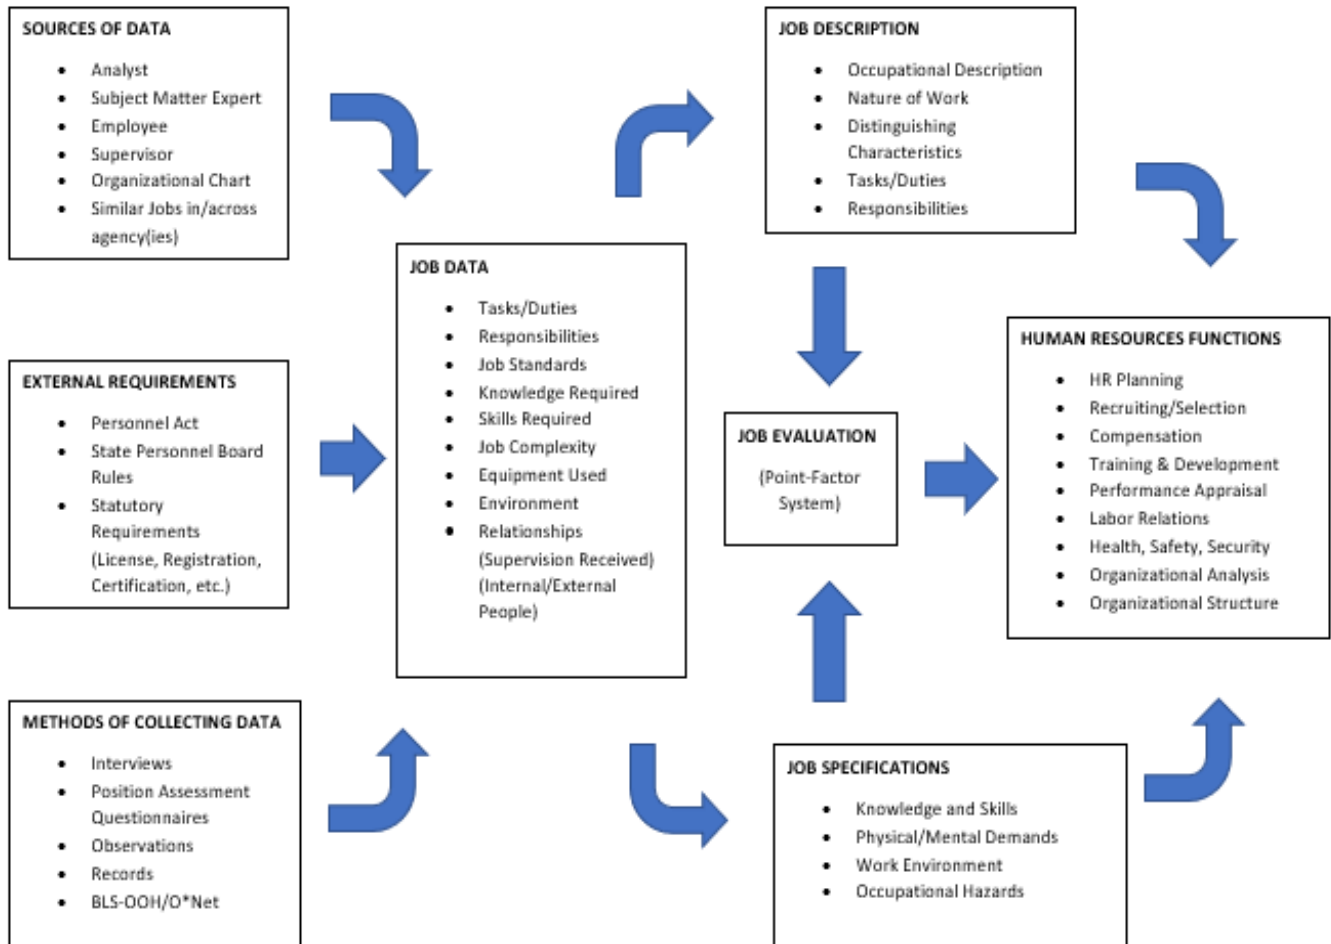 SOURCES OF DATA
• Analyst
• Subject Matter Expert
• Employee
• Supervisor
• Organizational Chart
• Similar Jobs in/across
agency(ies)
EXTERNAL REQUIREMENTS
• Personnel Act
• State Personnel Board
Rules
• Statutory
Requirements
(License, Registration,
Certification, etc.)
METHODS OF COLLECTING DATA
• Interviews
• Position Assessment
Questionnaires
• Observations
• Records
• BLS-OOH/O*Net
JOB DATA
• Tasks/Duties
• Responsibilities
• Job Standards
• Knowledge Required
• Skills Required
• Job Complexity
• Equipment Used
• Environment
• Relationships
(Supervision Received)
(Internal/External
People)
JOB DESCRIPTION
• Occupational Description
• Nature of Work
• Distinguishing
Characteristics
• Tasks/Duties
• Responsibilities
JOB EVALUATION
(Point-Factor
System)
JOB SPECIFICATIONS
• Knowledge and Skills
• Physical/Mental Demands
• Work Environment
• Occupational Hazards
HUMAN RESOURCES FUNCTIONS
• HR Planning
• Recruiting/Selection
• Compensation
• Training & Development
• Performance Appraisal
• Labor Relations
• Health, Safety, Security
• Organizational Analysis
• Organizational Structure